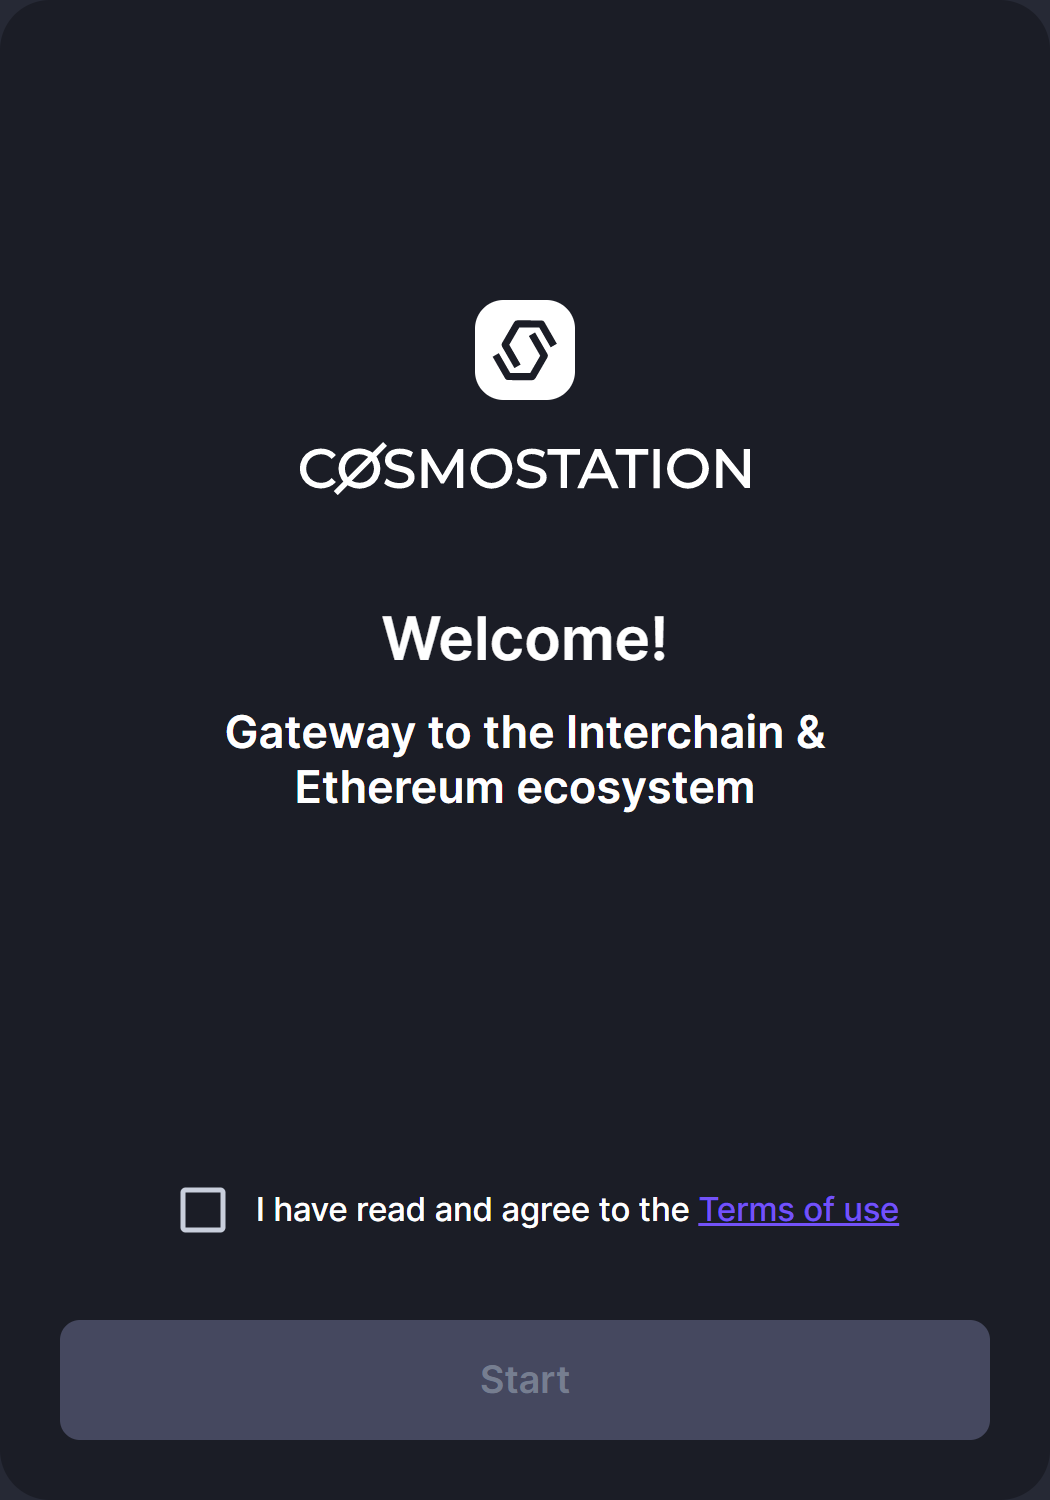 CØSMOSTATION
Welcome!
Gateway to the Interchain &
Ethereum ecosystem
I have read and agree to the Terms of use
Start